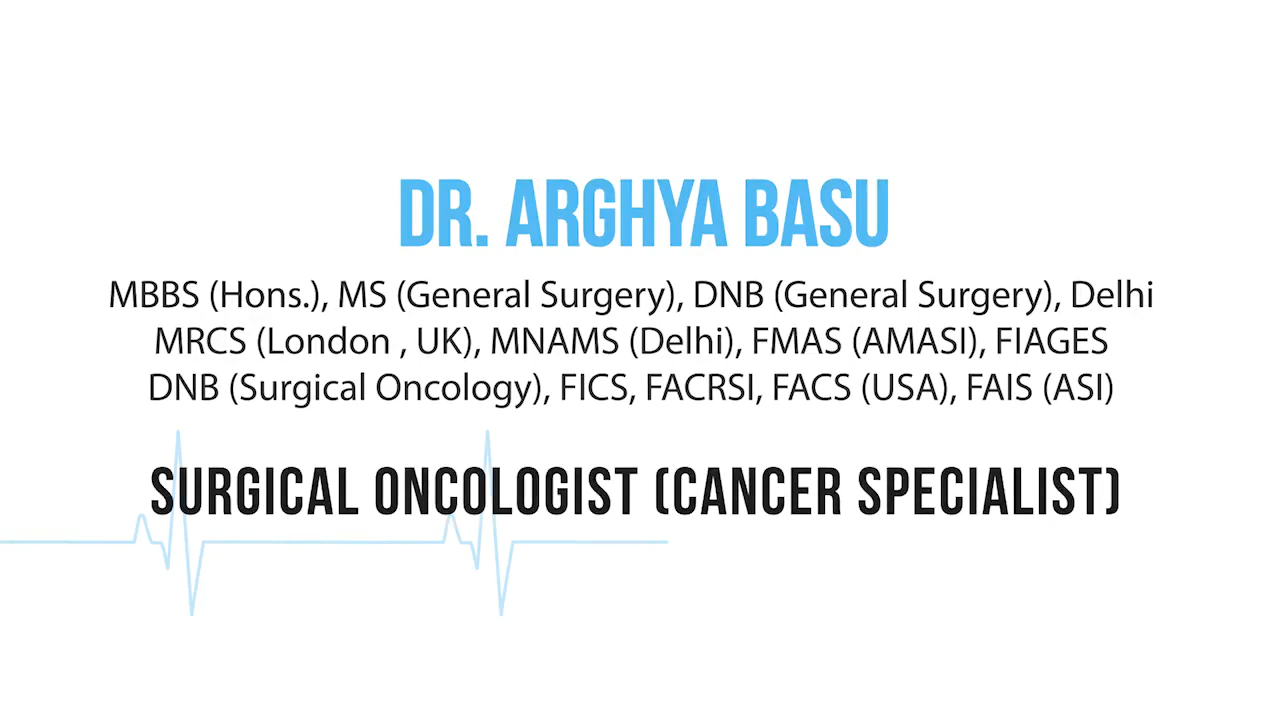 DR. ARGHYA BASU
MBBS (Hons.), MS (General Surgery), DNB (General Surgery), Delhi
MRCS (London , UK), MNAMS (Delhi), FMAS (AMASI), FIAGES
DNB (Surgical Oncology), FICS, FACRSI, FACS (USA), FAIS (ASI)
SURGICAL ONCOLOGIST (CANCER SPECIALIST)